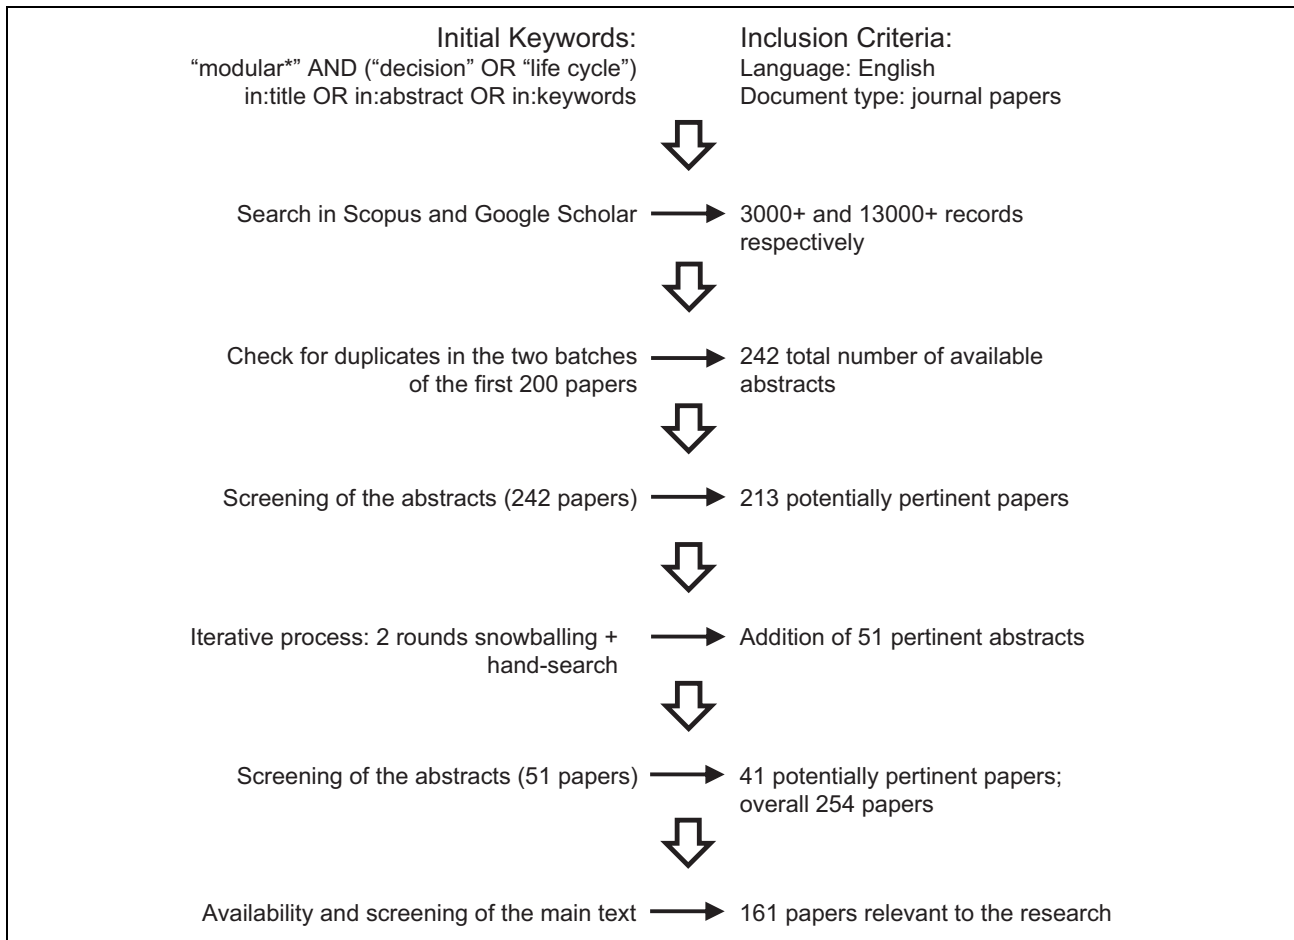 Initial Keywords:
“modular*” AND (“decision” OR “life cycle”)
in:title OR in:abstract OR in:keywords
Inclusion Criteria:
Language: English
Document type: journal papers
Search in Scopus and Google Scholar
3000+ and 13000+ records
respectively
Check for duplicates in the two batches
of the first 200 papers
242 total number of available
abstracts
Screening of the abstracts (242 papers)
213 potentially pertinent papers
Iterative process: 2 rounds snowballing +
hand-search
Addition of 51 pertinent abstracts
Screening of the abstracts (51 papers)
41 potentially pertinent papers;
overall 254 papers
Availability and screening of the main text
161 papers relevant to the research